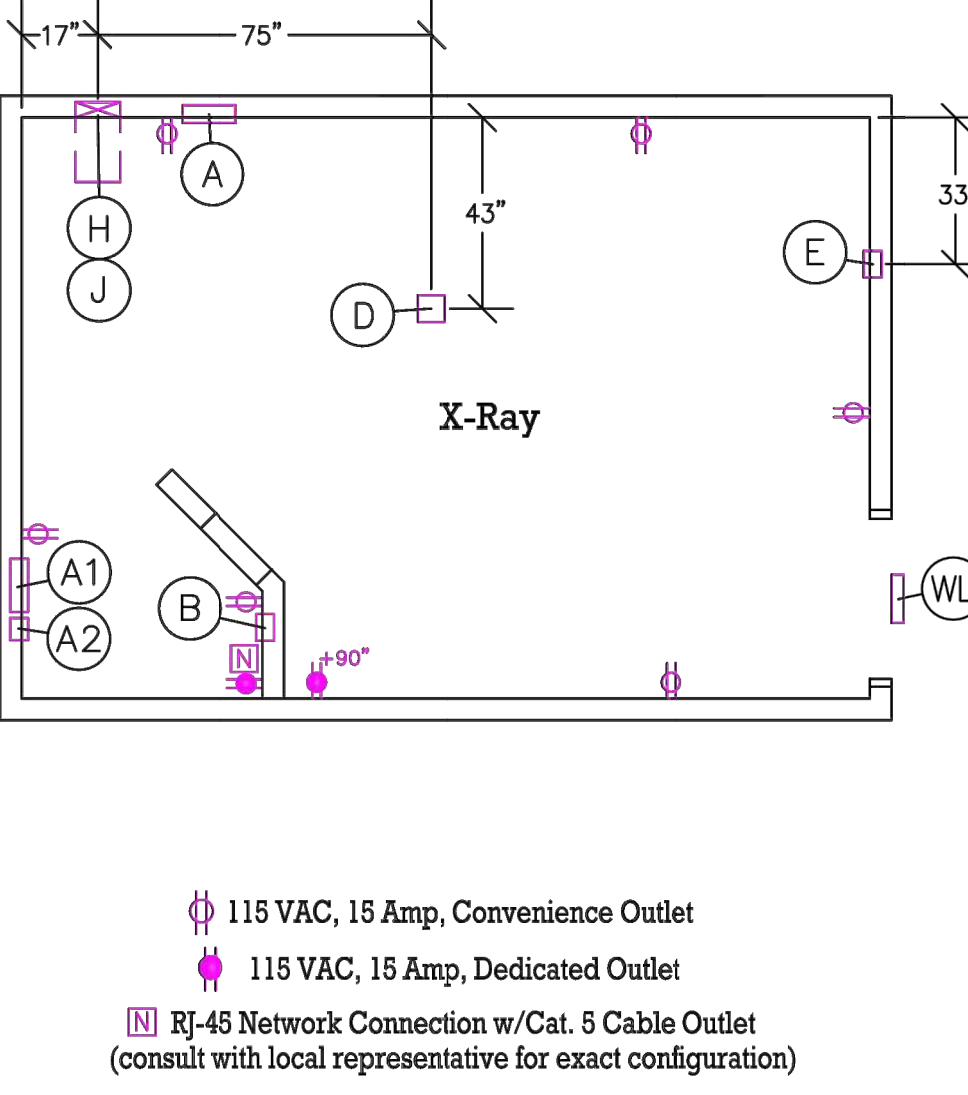 17”
75”
A
43”
H
33
E
J
D
X-Ray
A1
WL
B
A2
N
+90”
115 VAC, 15 Amp, Convenience Outlet
115 VAC, 15 Amp, Dedicated Outlet
N RJ-45 Network Connection w/Cat. 5 Cable Outlet
(consult with local representative for exact configuration)